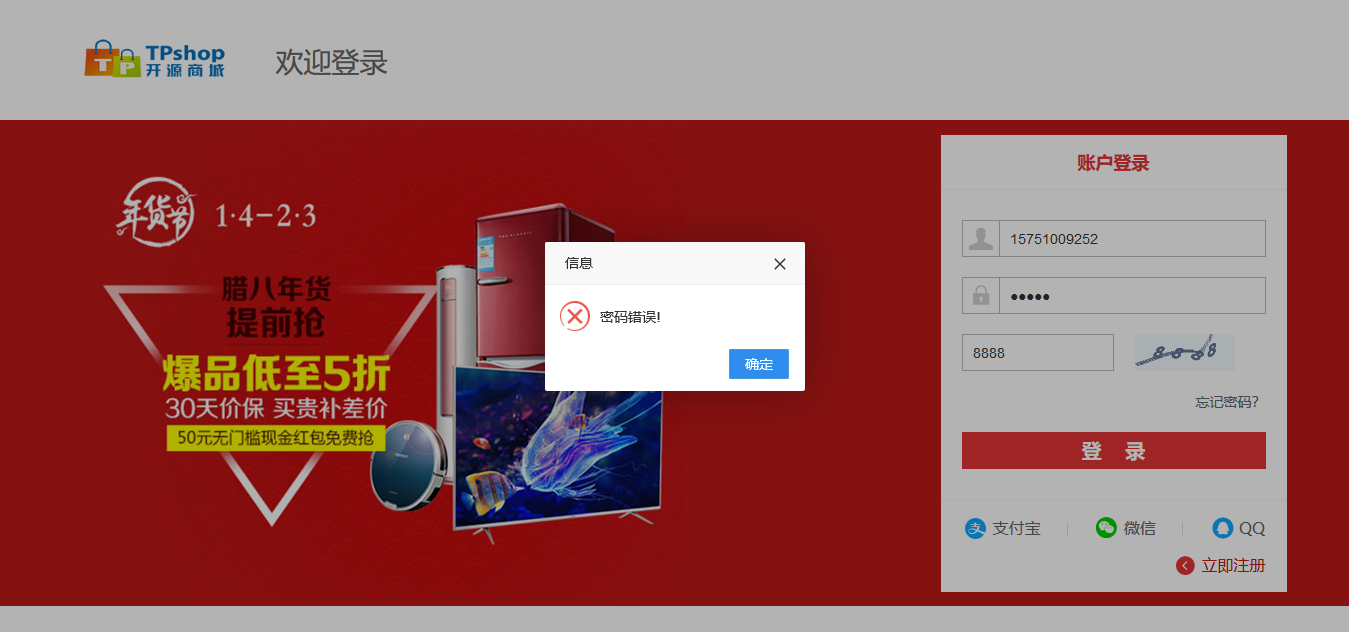 TPshop
开源商城
欢迎登录
年货节 1·4-2·3
腊八年货
提前抢
爆品低至5折
30天价保 买贵补差价
50元无门槛现金红包免费抢
信息
密码错误!
确定
账户登录
15751009252
•••••
8888
8888
忘记密码?
登 录
支付宝
微信
QQ
立即注册